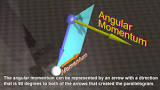 Angular
Momentum
Momentum
The angular momentum can be represented by an arrow with a direction
that is 90 degrees to both of the arrows that created the parallelogram.